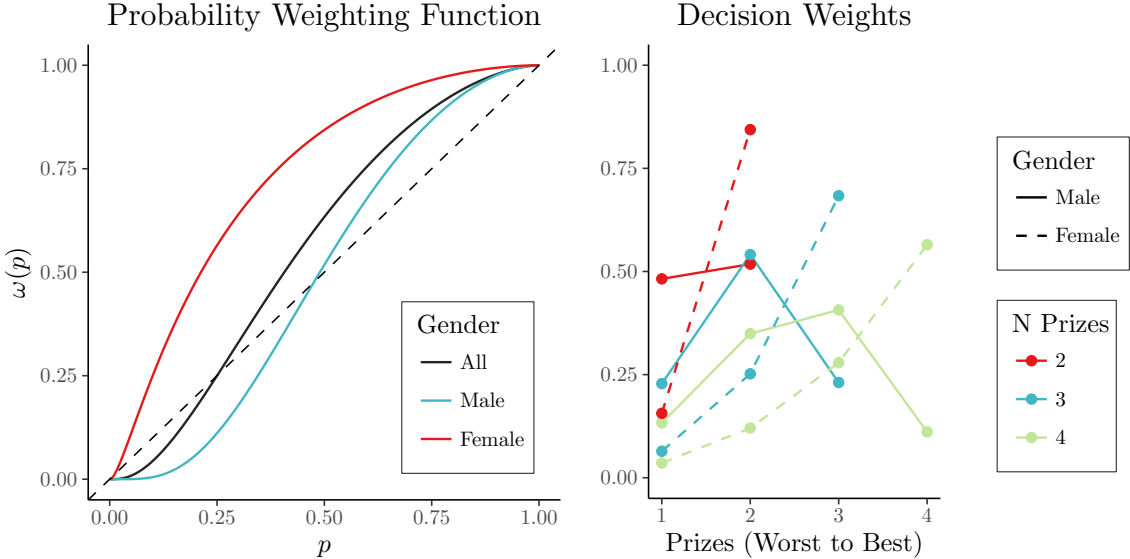 Probability Weighting Function
1.00
0.75
0.50
0.25
0.00
ω(p)
0.00
0.25
0.50
0.75
1.00
p
Gender
All
Male
Female
Decision Weights
1.00
0.75
0.50
0.25
0.00
1
2
3
4
Prizes (Worst to Best)
Gender
Male
Female
N Prizes
2
3
4